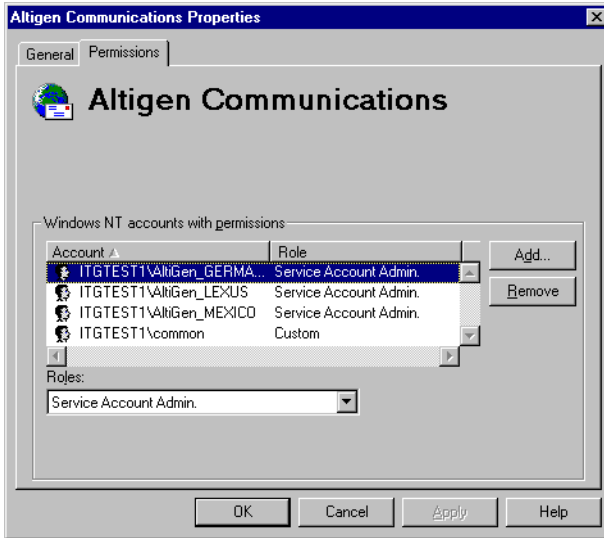 Altigen Communications Properties
General Permissions
Altigen Communications
Windows NT accounts with permissions
Account Role
ITGTEST1\AltiGen_GERMA... Service Account Admin.
ITGTEST1\AltiGen_LEXUS Service Account Admin.
ITGTEST1\AltiGen_MEXICO Service Account Admin.
ITGTEST1\common Custom
Add...
Remove
Roles:
Service Account Admin.
OK Cancel Apply Help